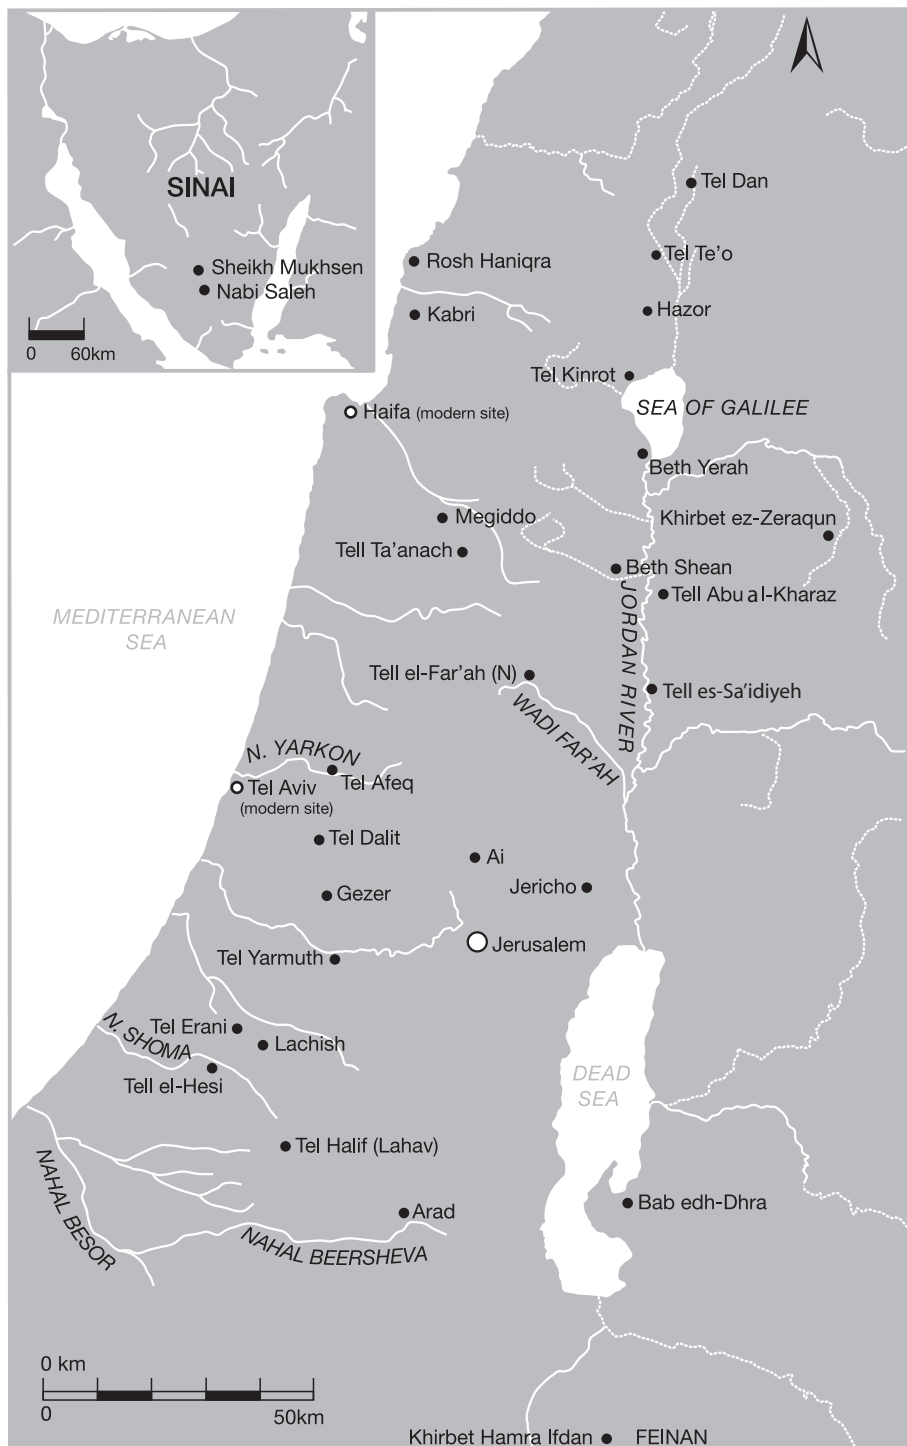 SINAI
Sheikh Mukhsen
Nabi Saleh
0 60km
Tel Dan
Tel Te’o
Rosh Haniqra
Hazor
Kabri
Tel Kinrot
SEA OF GALILEE
Haifa (modern site)
Beth Yerah
Megiddo
Khirbet ez-Zeraqun
Tell Ta’anach
Beth Shean
Tell Abu al-Kharaz
MEDITERRANEAN
SEA
JORDAN RIVER
Tell el-Far’ah (N)
Tell es-Sa’idiyeh
WADI FAR’AH
N. YARKON
Tel Afeq
Tel Aviv
(modern site)
Tel Dalit
Ai
Jericho
Gezer
Jerusalem
Tel Yarmuth
Tel Erani
N. SHOMA
Lachish
Tell el-Hesi
DEAD
SEA
Tel Halif (Lahav)
NAHAL BESOR
Bab edh-Dhra
Arad
NAHAL BEERSHEVA
0 km
0 50km
Khirbet Hamra Ifdan FEINAN